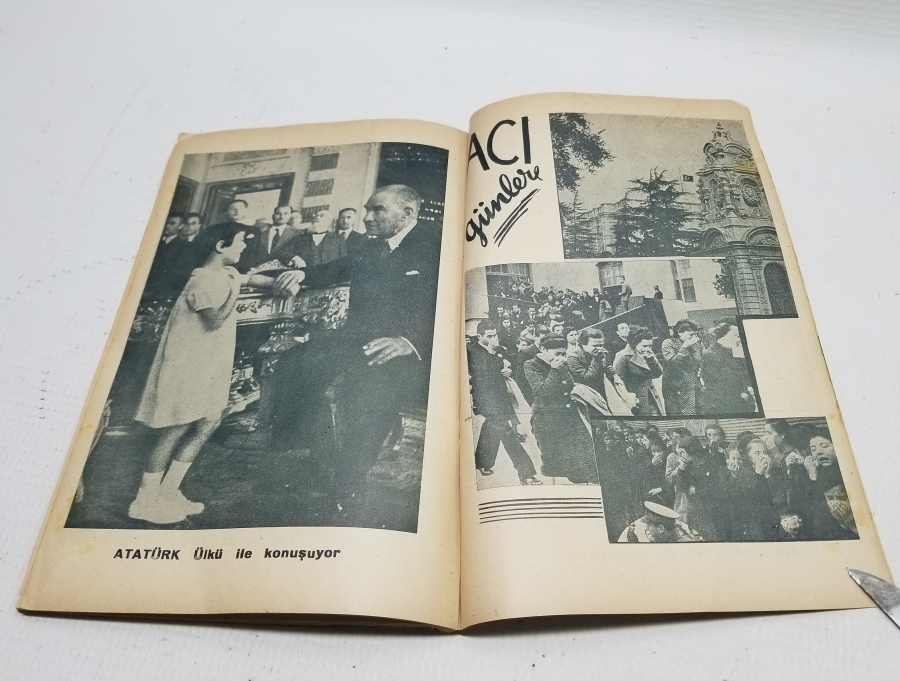 ATATÜRK Ülkü ile konuşuyor
ACI
günlere